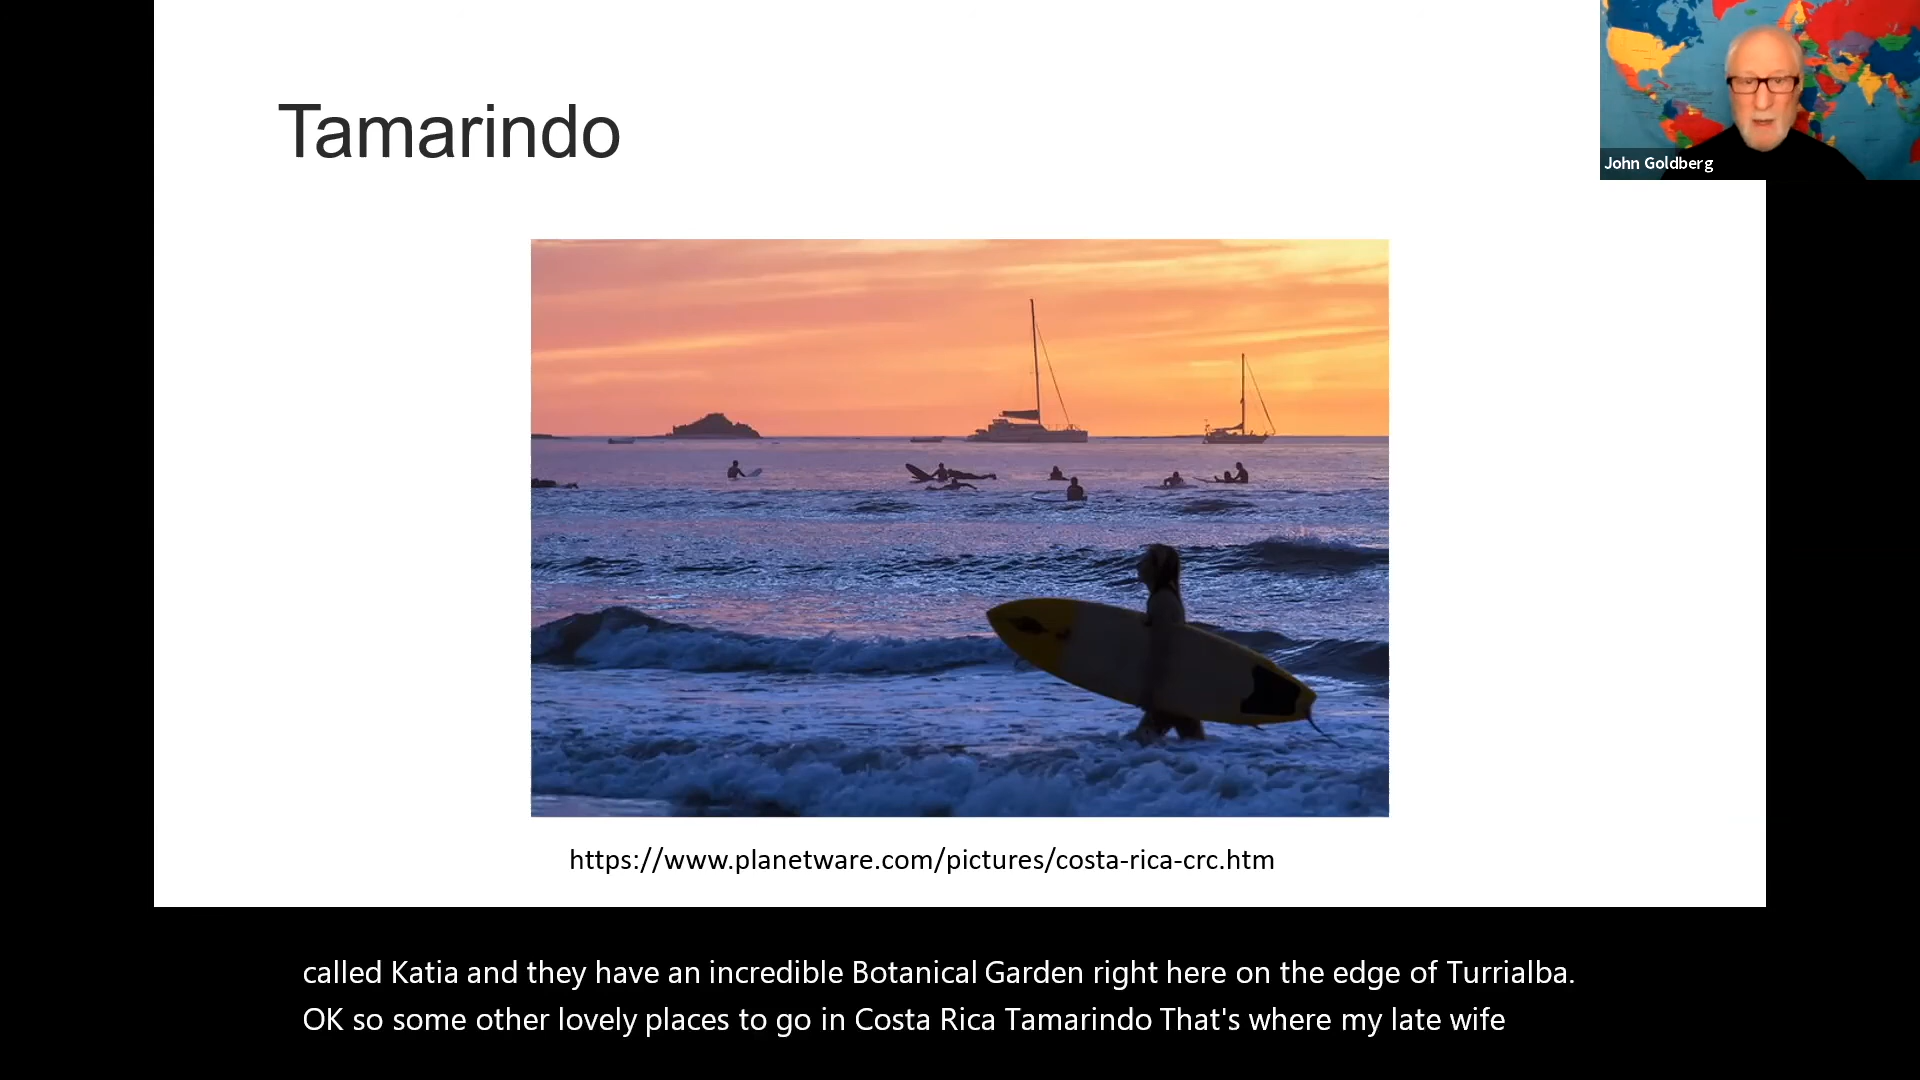 Tamarindo
John Goldberg
https://www.planetware.com/pictures/costa-rica-crc.htm
called Katia and they have an incredible Botanical Garden right here on the edge of Turrialba.
OK so some other lovely places to go in Costa Rica Tamarindo That's where my late wife